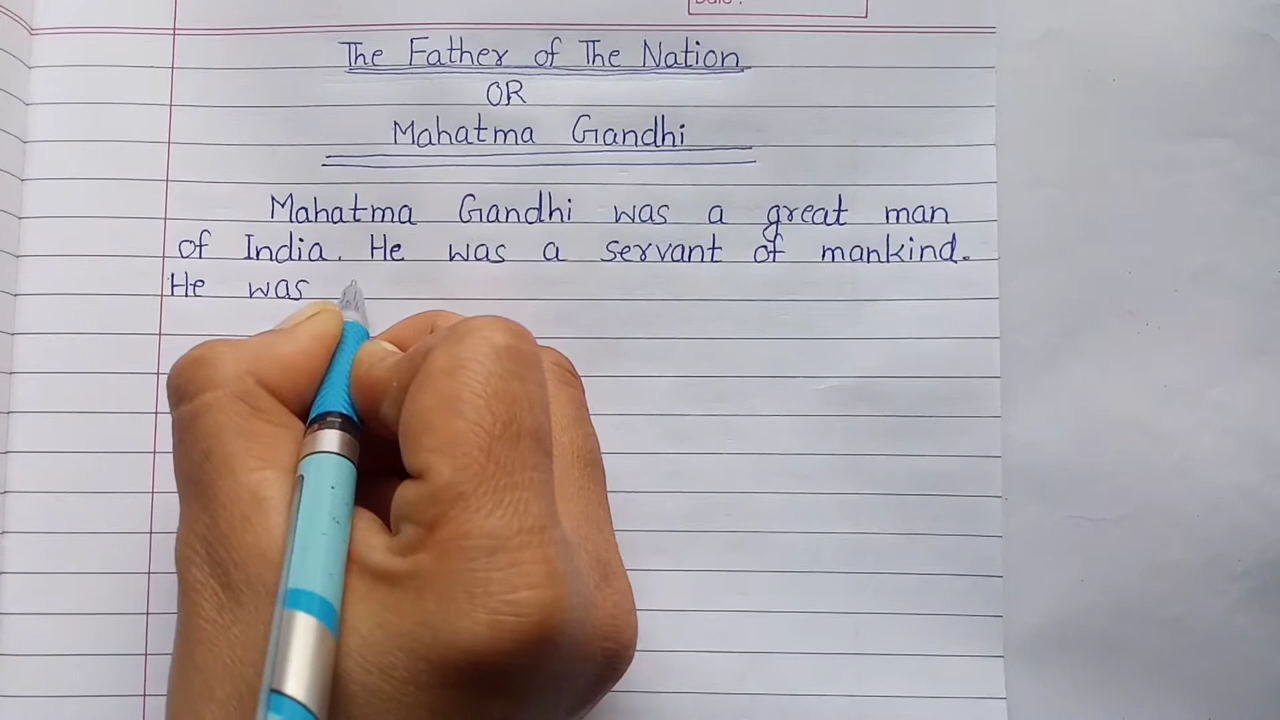 The Father of The Nation
OR
Mahatma Gandhi
Mahatma Gandhi was a great man
of India. He was a servant of mankind.
He was